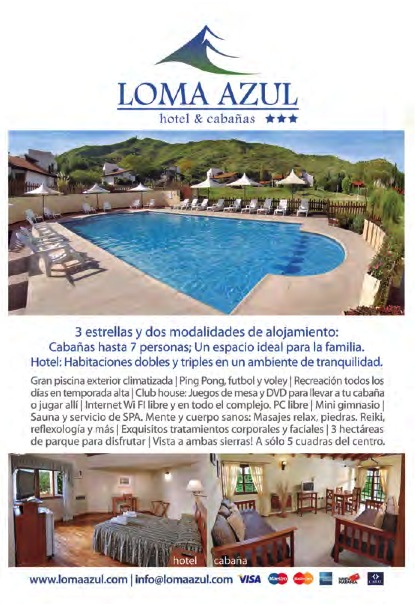 LOMA AZUL
hotel & cabañas ★★★
3 estrellas y dos modalidades de alojamiento:
Cabañas hasta 7 personas; Un espacio ideal para la familia.
Hotel: Habitaciones dobles y triples en un ambiente de tranquilidad.
Gran piscina exterior climatizada | Ping Pong, futbol y voley | Recreación todos los
días en temporada alta | Club house: Juegos de mesa y DVD para llevar a tu cabaña
o jugar allí | Internet Wi FI libre y en todo el complejo. PC libre | Mini gimnasio |
Sauna y servicio de SPA. Mente y cuerpo sanos: Masajes relax, piedras. Reiki,
reflexología y más | Exquisitos tratamientos corporales y faciales | 3 hectáreas
de parque para disfrutar | Vista a ambas sierras! A sólo 5 cuadras del centro.
hotel cabaña
www.lomaazul.com | info@lomaazul.com VISA Maestro